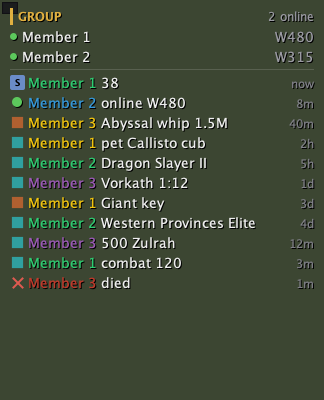 GROUP 2 online
Member 1 W480
Member 2 W315
S Member 1 38 now
Member 2 online W480 8m
Member 3 Abyssal whip 1.5M 40m
Member 1 pet Callisto cub 2h
Member 2 Dragon Slayer II 5h
Member 3 Vorkath 1:12 1d
Member 1 Giant key 3d
Member 2 Western Provinces Elite 4d
Member 3 500 Zulrah 12m
Member 1 combat 120 3m
Member 3 died 1m